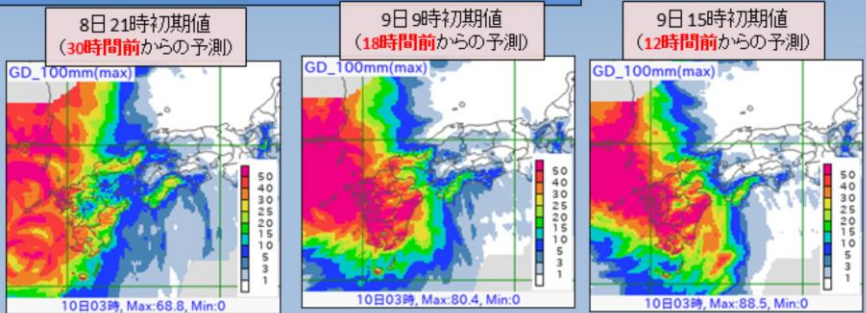 8日21時初期値
（30時間前からの予測）
GD_100mm(max)
50
40
30
25
20
15
10
5
3
1
10日03時, Max:68.8, Min:0
9日9時初期値
（18時間前からの予測）
GD_100mm(max)
50
40
30
25
20
15
10
5
3
1
10日03時, Max:80.4, Min:0
9日15時初期値
（12時間前からの予測）
GD_100mm(max)
50
40
30
25
20
15
10
5
3
1
10日03時, Max:88.5, Min:0